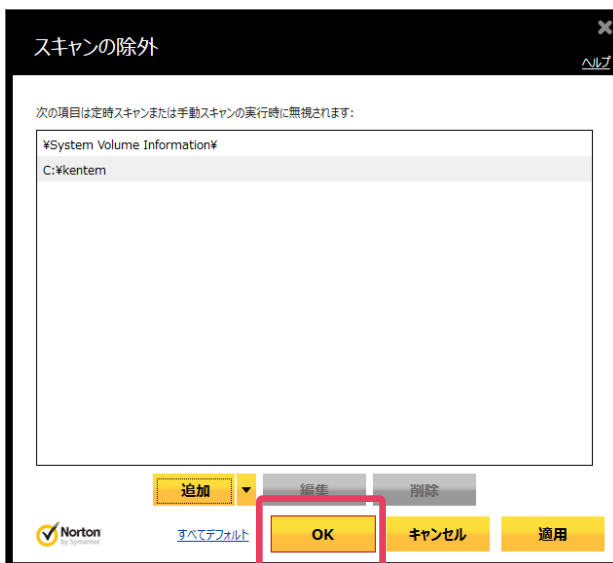 スキャンの除外
ヘルプ
次の項目は定時スキャンまたは手動スキャンの実行時に無視されます:
¥System Volume Information¥
C:¥kentem
追加 編集 削除
Norton
by Symantec
すべてデフォルト OK キャンセル 適用